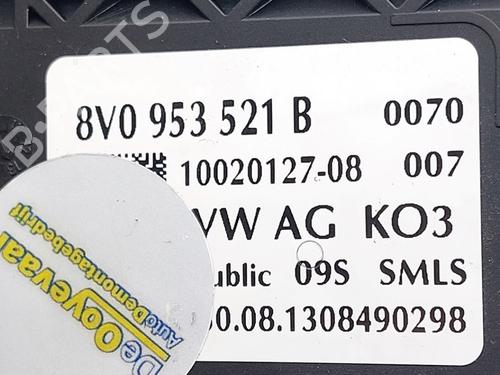 8V0 953 521 B 0070
10020127-08 007
VW AG KO3
ublic 09S SMLS
0.08.1308490298
De Ooyevaar
AutoDemontagebedrijf
B-PARTS